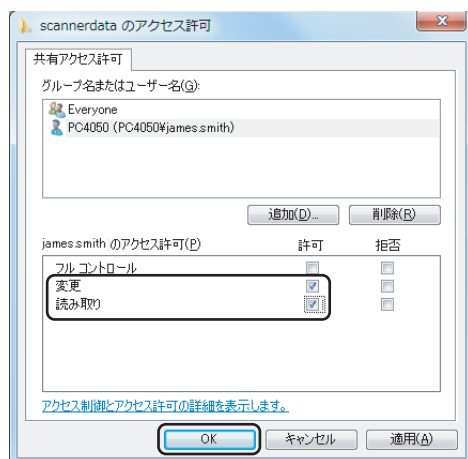 scannerdata のアクセス許可
共有アクセス許可
グループ名またはユーザー名(G):
Everyone
PC4050 (PC4050¥james.smith)
追加(D)... 削除(R)
james.smith のアクセス許可(P) 許可 拒否
フル コントロール
変更
読み取り
アクセス制御とアクセス許可の詳細を表示します。
OK キャンセル 適用(A)